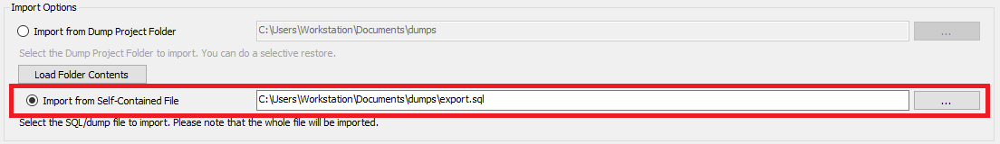 Import Options
Import from Dump Project Folder C:\Users\Workstation\Documents\dumps ...
Select the Dump Project Folder to import. You can do a selective restore.
Load Folder Contents
Import from Self-Contained File C:\Users\Workstation\Documents\dumps\export.sql ...
Select the SQL/dump file to import. Please note that the whole file will be imported.